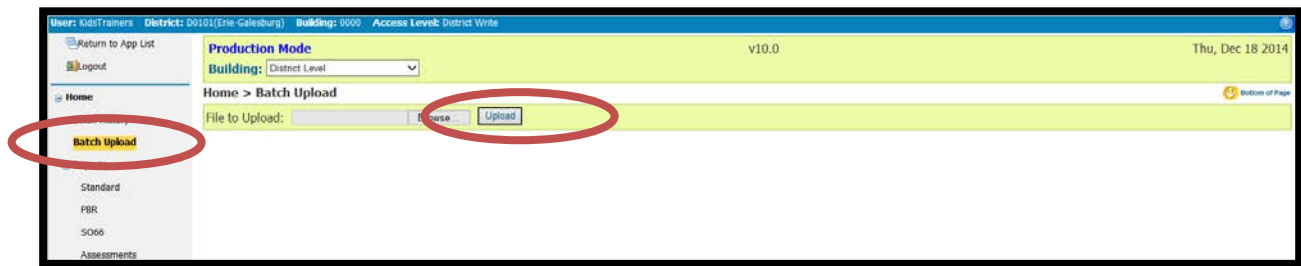 User: KidsTrainers District: D0101(Erie-Galesburg) Building: 0000 Access Level: District Write
Return to App List
Logout
Production Mode v10.0 Thu, Dec 18 2014
Building: District Level
Home
Home > Batch Upload Bottom of Page
File to Upload: Browse... Upload
Batch Upload
Standard
PBR
SO66
Assessments